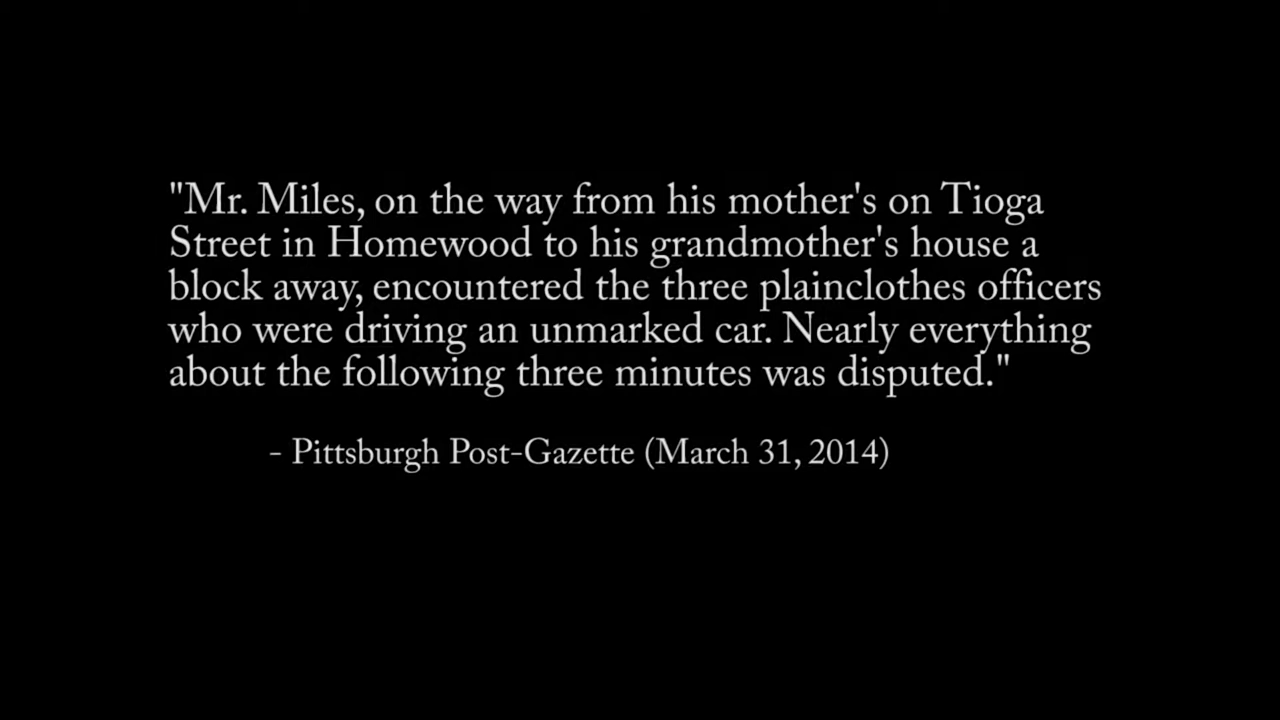 "Mr. Miles, on the way from his mother's on Tioga
Street in Homewood to his grandmother's house a
block away, encountered the three plainclothes officers
who were driving an unmarked car. Nearly everything
about the following three minutes was disputed."
- Pittsburgh Post-Gazette (March 31, 2014)